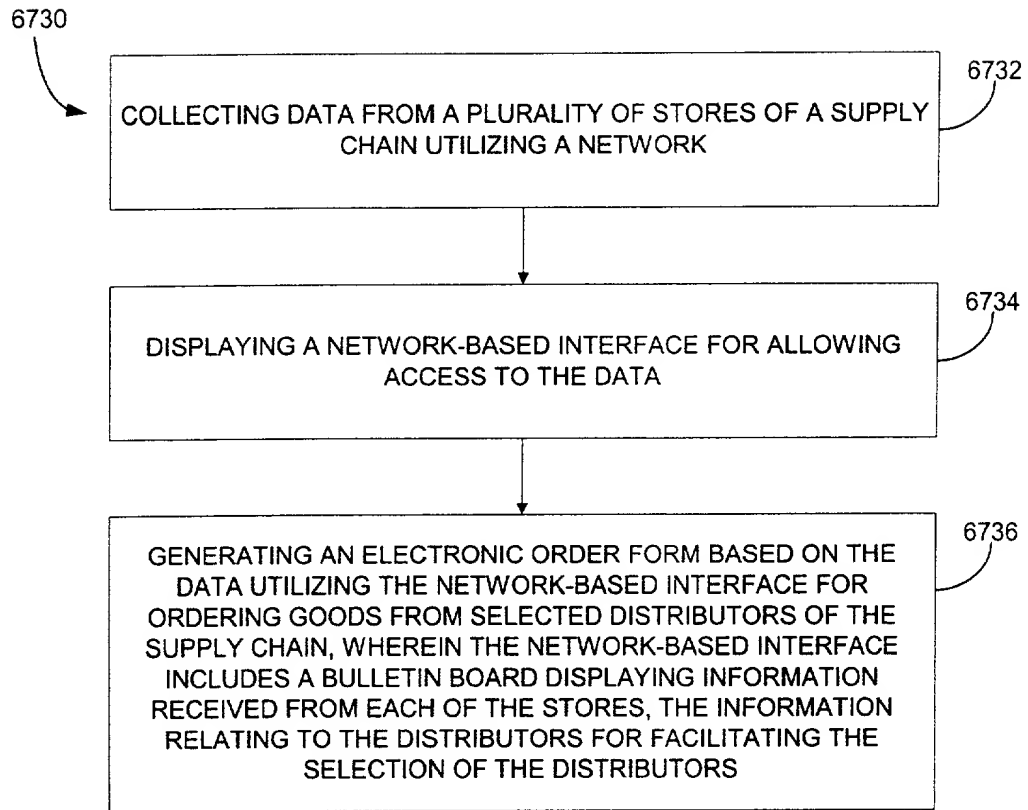 6730
6732
COLLECTING DATA FROM A PLURALITY OF STORES OF A SUPPLY
CHAIN UTILIZING A NETWORK
6734
DISPLAYING A NETWORK-BASED INTERFACE FOR ALLOWING
ACCESS TO THE DATA
6736
GENERATING AN ELECTRONIC ORDER FORM BASED ON THE
DATA UTILIZING THE NETWORK-BASED INTERFACE FOR
ORDERING GOODS FROM SELECTED DISTRIBUTORS OF THE
SUPPLY CHAIN, WHEREIN THE NETWORK-BASED INTERFACE
INCLUDES A BULLETIN BOARD DISPLAYING INFORMATION
RECEIVED FROM EACH OF THE STORES, THE INFORMATION
RELATING TO THE DISTRIBUTORS FOR FACILITATING THE
SELECTION OF THE DISTRIBUTORS